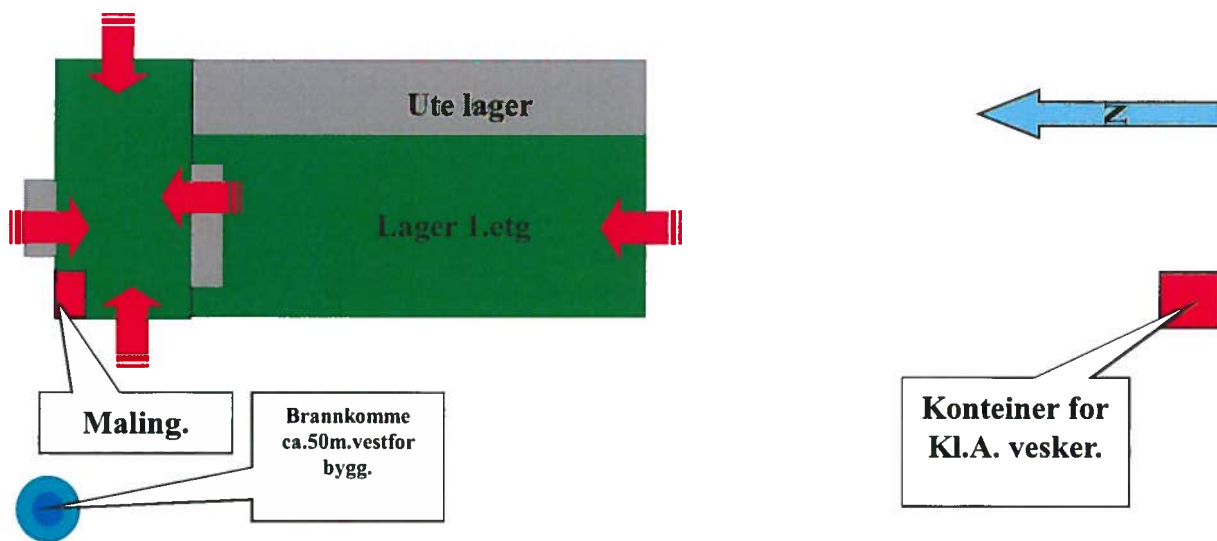 Ute lager
N
Lager 1.etg
Maling.
Brannkomme
ca.50m.vestfor
bygg.
Konteiner for
Kl.A. vesker.